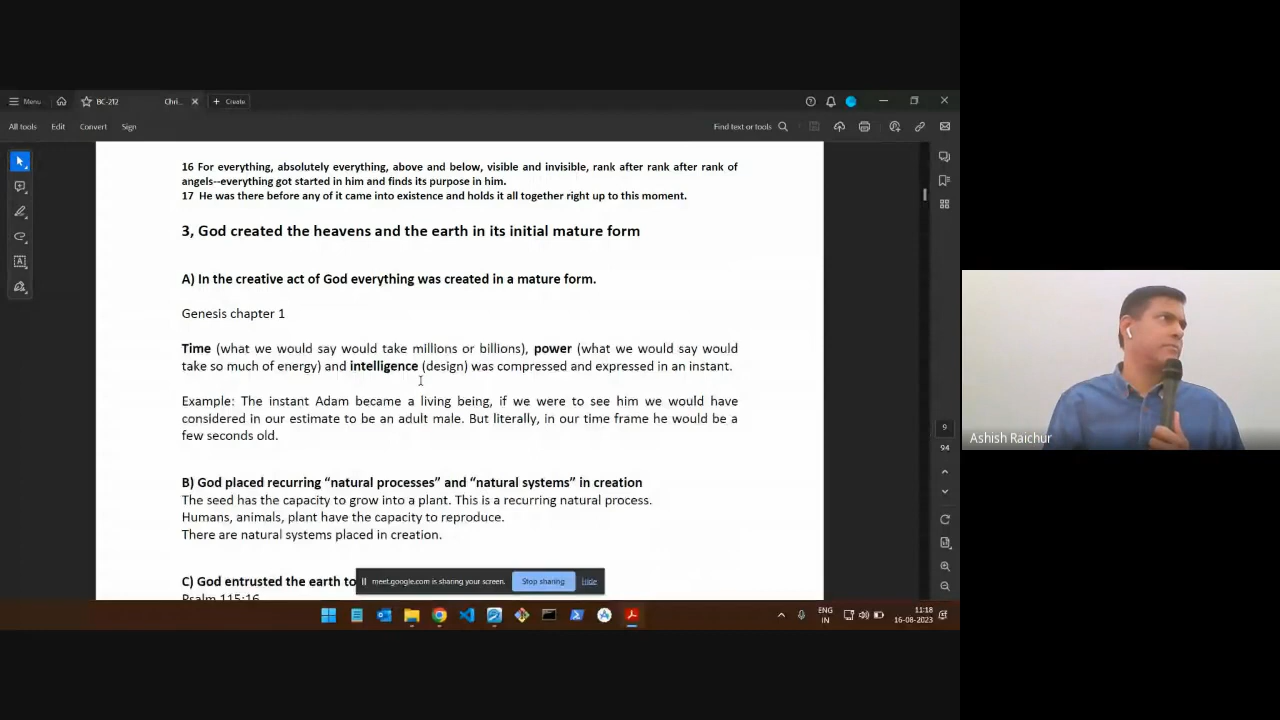 Menu
BC-212
Chri...
Create
All tools
Edit
Convert
Sign
Find text or tools
16 For everything, absolutely everything, above and below, visible and invisible, rank after rank after rank of
angels--everything got started in him and finds its purpose in him.
17 He was there before any of it came into existence and holds it all together right up to this moment.
3, God created the heavens and the earth in its initial mature form
A) In the creative act of God everything was created in a mature form.
Genesis chapter 1
Time (what we would say would take millions or billions), power (what we would say would
take so much of energy) and intelligence (design) was compressed and expressed in an instant.
Example: The instant Adam became a living being, if we were to see him we would have
considered in our estimate to be an adult male. But literally, in our time frame he would be a
few seconds old.
B) God placed recurring “natural processes” and “natural systems” in creation
The seed has the capacity to grow into a plant. This is a recurring natural process.
Humans, animals, plant have the capacity to reproduce.
There are natural systems placed in creation.
C) God entrusted the earth to
Psalm 115:16
meet.google.com is sharing your screen.
Stop sharing
Hide
9
94
ENG
IN
11:18
16-08-2023
Ashish Raichur